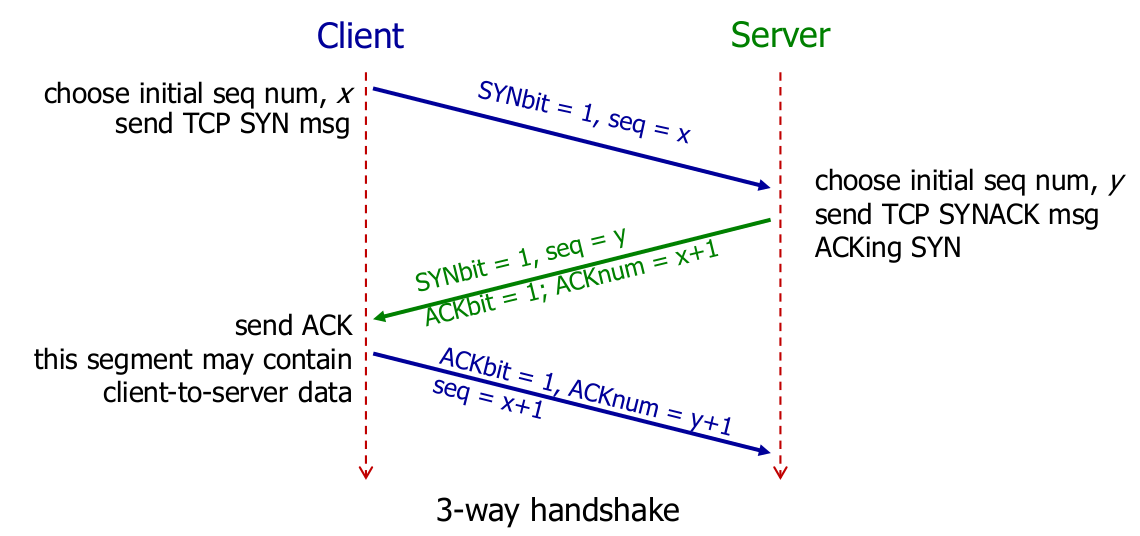 Client
Server
choose initial seq num, x
send TCP SYN msg
SYNbit = 1, seq = x
choose initial seq num, y
send TCP SYNACK msg
ACKing SYN
SYNbit = 1, seq = y
ACKbit = 1; ACKnum = x+1
send ACK
this segment may contain
client-to-server data
ACKbit = 1, ACKnum = y+1
seq = x+1
3-way handshake